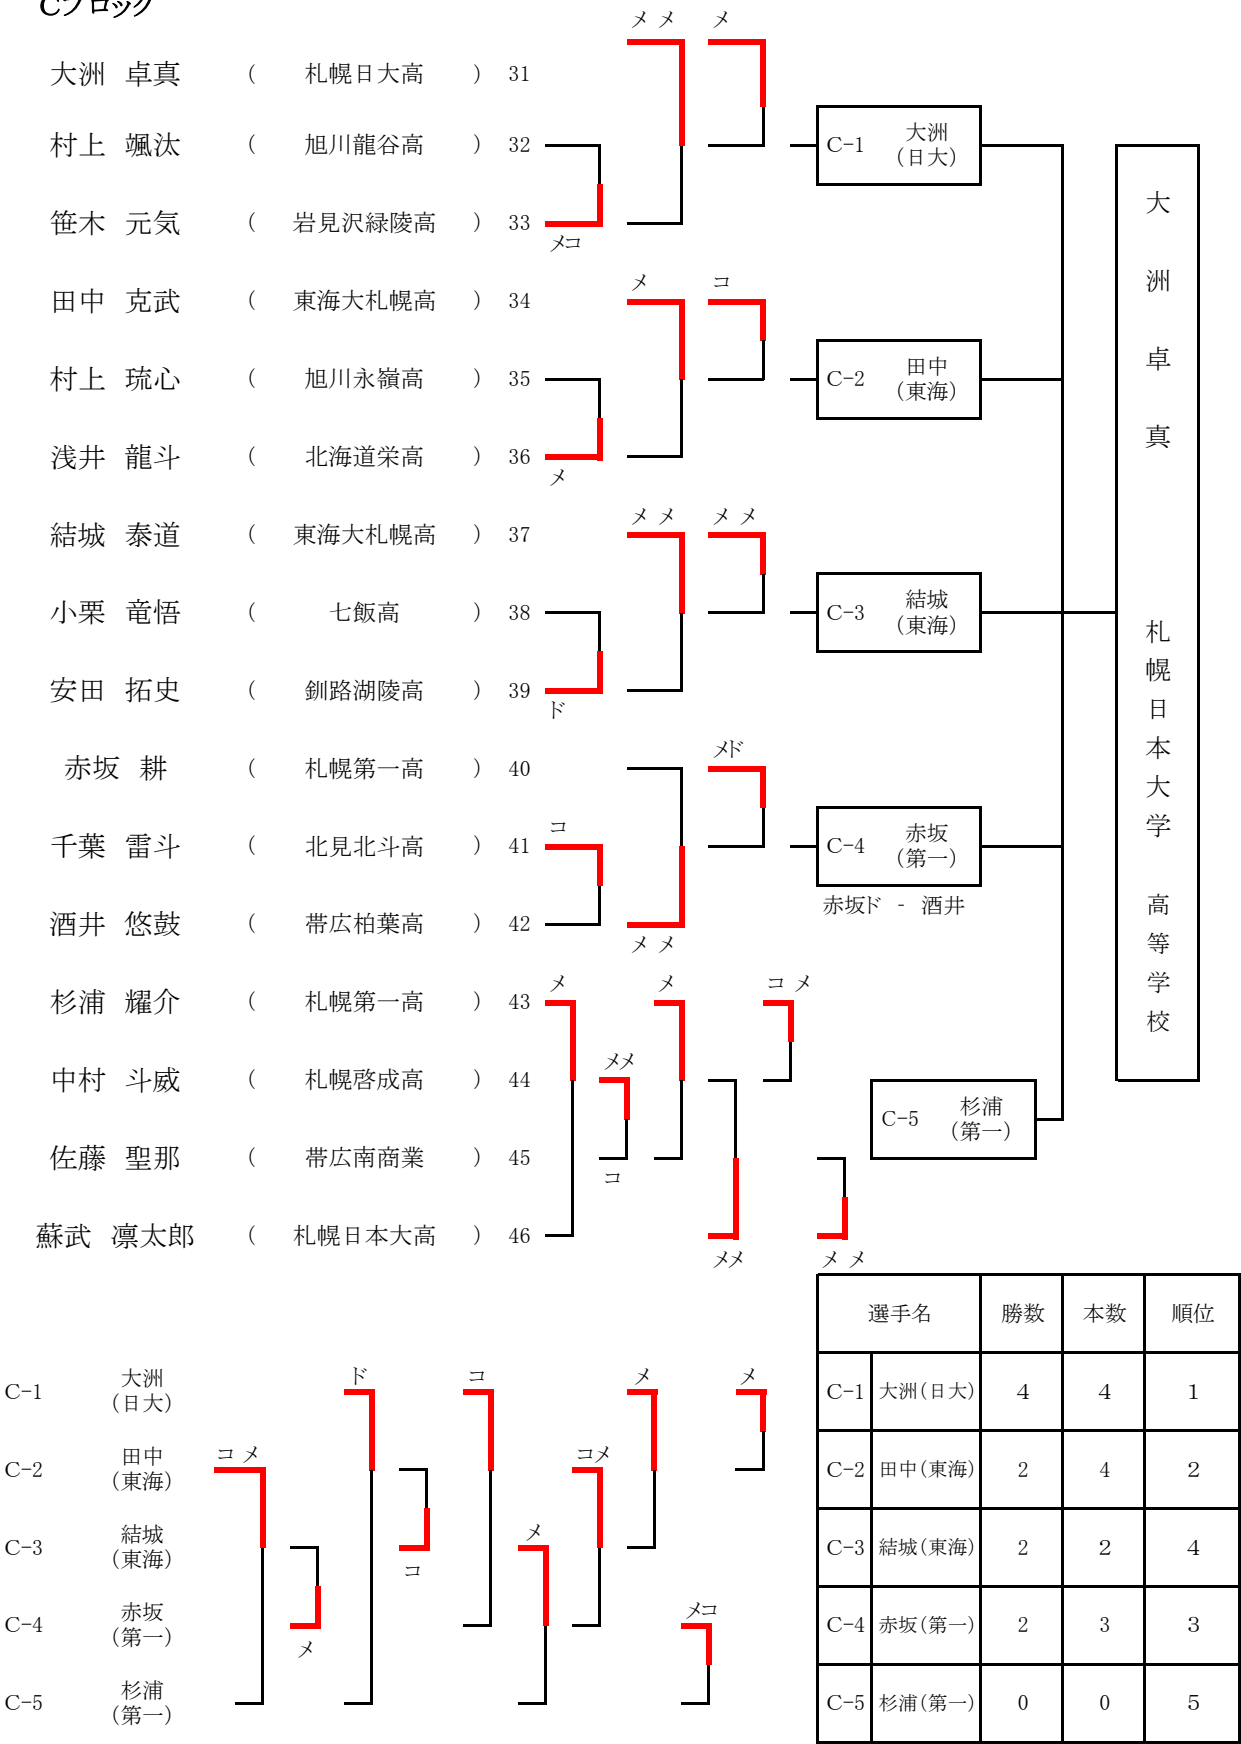 Cブロック
メ メ メ
大洲 卓真 ( 札幌日大高 ) 31
村上 颯汰 ( 旭川龍谷高 ) 32
C-1 大洲 (日大)
笹木 元気 ( 岩見沢緑陵高 ) 33
メコ
メ コ
田中 克武 ( 東海大札幌高 ) 34
村上 琉心 ( 旭川永嶺高 ) 35
C-2 田中 (東海)
浅井 龍斗 ( 北海道栄高 ) 36
メ
メ メ メ メ
結城 泰道 ( 東海大札幌高 ) 37
小栗 竜悟 ( 七飯高 ) 38
C-3 結城 (東海)
安田 拓史 ( 釧路湖陵高 ) 39
ド
メド
赤坂 耕 ( 札幌第一高 ) 40
コ
千葉 雷斗 ( 北見北斗高 ) 41
C-4 赤坂 (第一)
赤坂ド - 酒井
酒井 悠鼓 ( 帯広柏葉高 ) 42
メ メ
メ メ コ メ
杉浦 耀介 ( 札幌第一高 ) 43
メメ
中村 斗威 ( 札幌啓成高 ) 44
C-5 杉浦 (第一)
佐藤 聖那 ( 帯広南商業 ) 45
コ
蘇武 凛太郎 ( 札幌日本大高 ) 46
メメ メ メ
大洲卓真 札幌日本大学 高等学校
選手名 勝数 本数 順位
C-1 大洲(日大) 4 4 1
C-2 田中(東海) 2 4 2
C-3 結城(東海) 2 2 4
C-4 赤坂(第一) 2 3 3
C-5 杉浦(第一) 0 0 5
ド コ メ メ
C-1 大洲 (日大)
コ メ コメ
C-2 田中 (東海)
メ
C-3 結城 (東海)
コ
メコ
C-4 赤坂 (第一)
メ
C-5 杉浦 (第一)